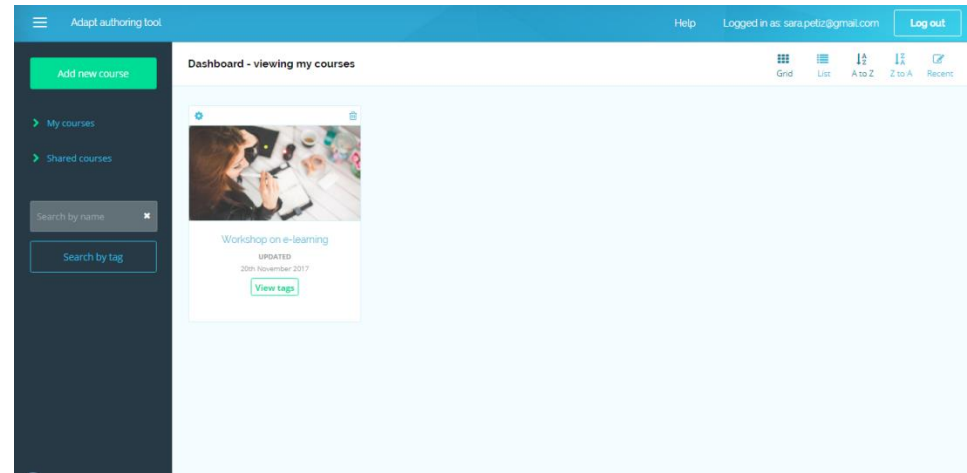 Adapt authoring tool
Help
Logged in as: sara.petiz@gmail.com
Log out
Add new course
My courses
Shared courses
Search by name
Search by tag
Dashboard - viewing my courses
Grid
List
A to Z
Z to A
Recent
Workshop on e-learning
UPDATED
20th November 2017
View tags